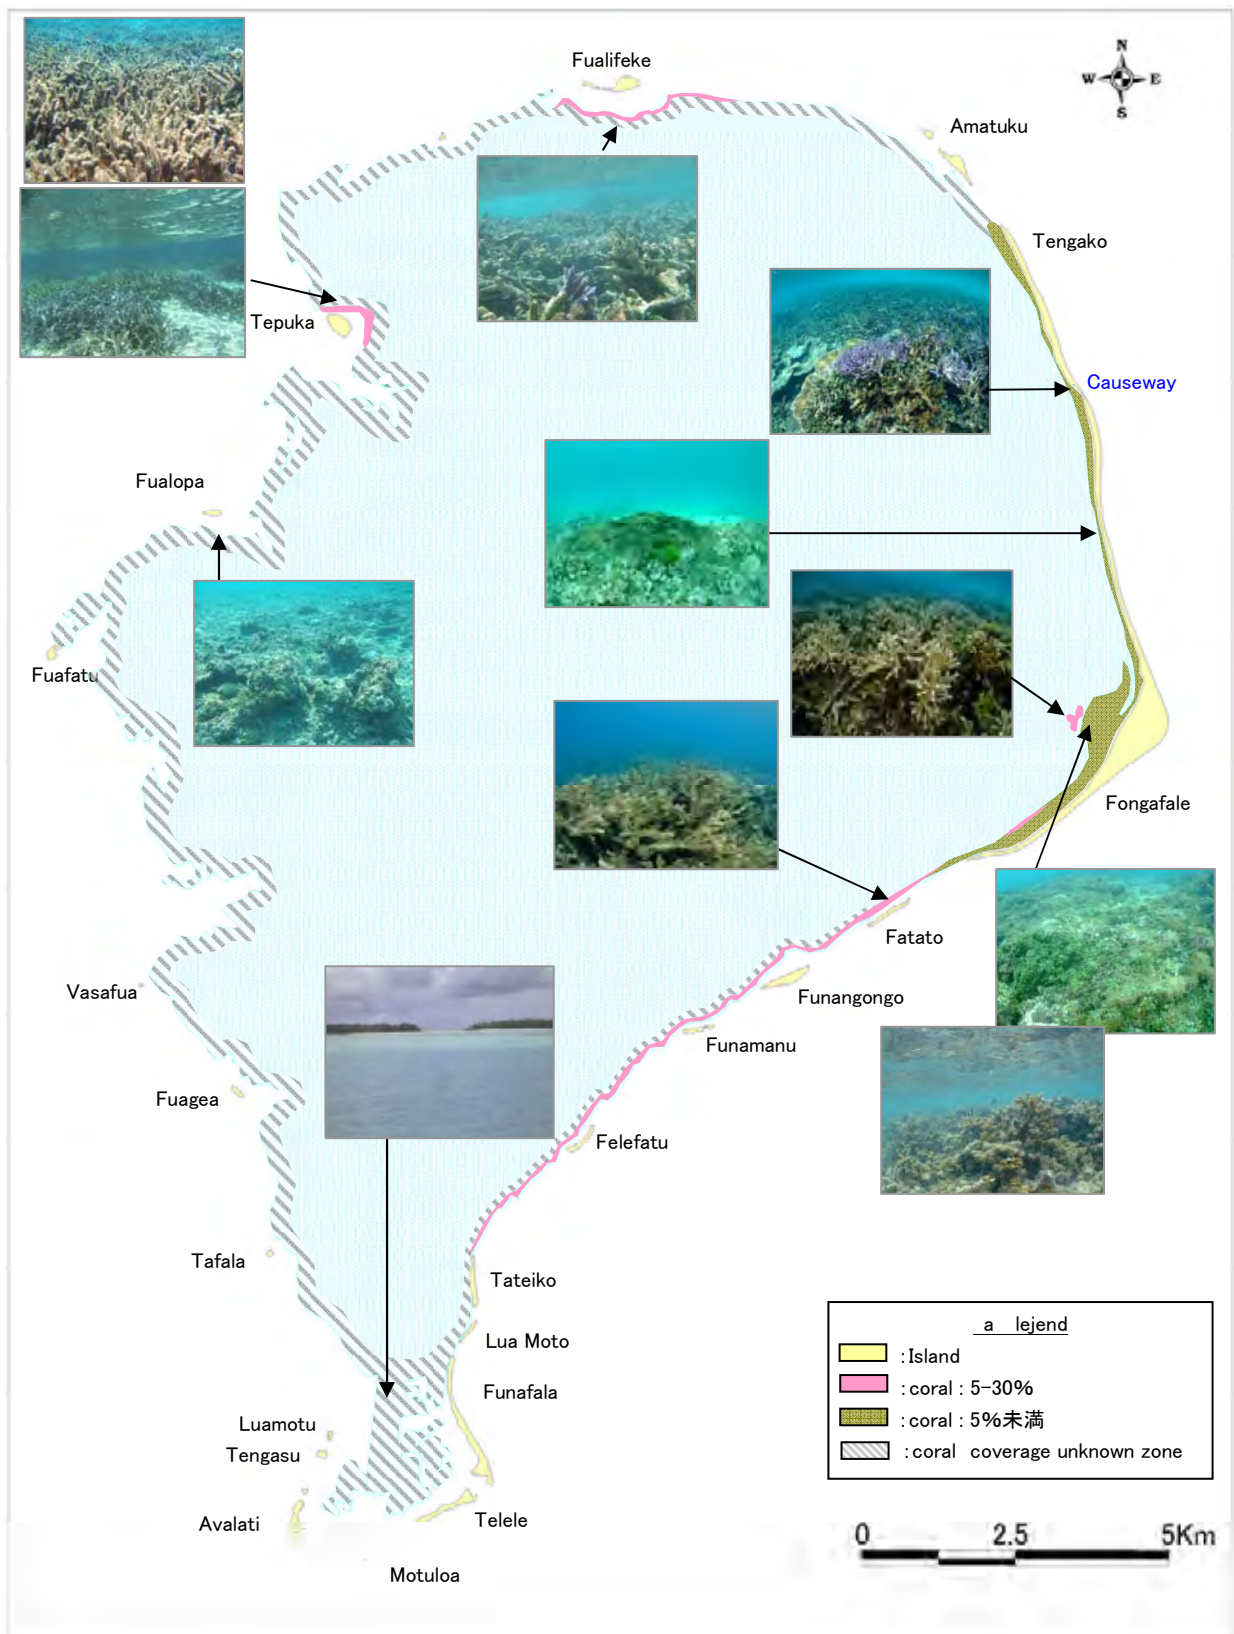 Fualifeke
N
W E
S
Amatuku
Tengako
Tepuka
Causeway
Fualopa
Fuafatu
Fongafale
Fatato
Vasafua
Funangongo
Funamanu
Fuagea
Felefatu
Tafala
Tateiko
Lua Moto
Funafala
Luamotu
Tengasu
Avalati
Telele
Motuloa
a lejend
:Island
:coral : 5-30%
:coral : 5%未満
:coral coverage unknown zone
0 2.5 5Km